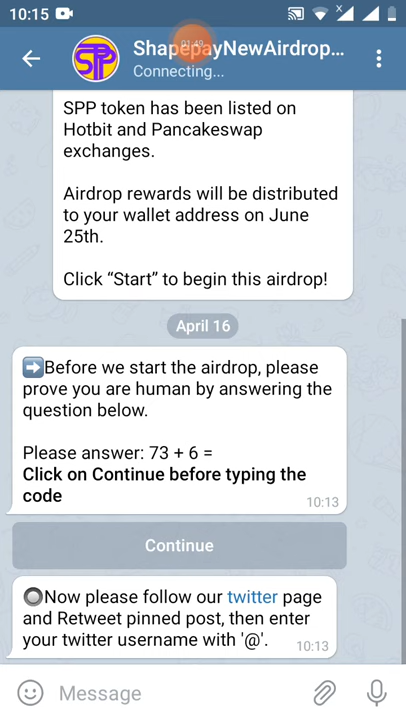 10:15
ShapepayNewAirdrop...
Connecting...
SPP token has been listed on
Hotbit and Pancakeswap
exchanges.
Airdrop rewards will be distributed
to your wallet address on June
25th.
Click “Start” to begin this airdrop!
April 16
➡️Before we start the airdrop, please
prove you are human by answering the
question below.
Please answer: 73 + 6 =
Click on Continue before typing the
code
10:13
Continue
🔘Now please follow our twitter page
and Retweet pinned post, then enter
your twitter username with '@'.
10:13
Message